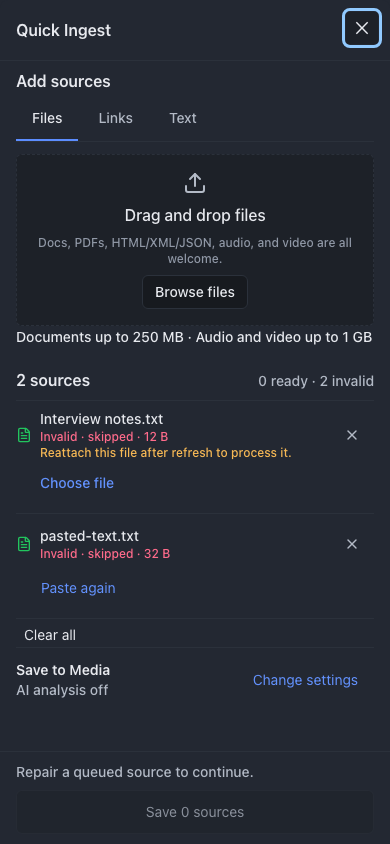 Quick Ingest
Add sources
Files Links Text
Drag and drop files
Docs, PDFs, HTML/XML/JSON, audio, and video are all
welcome.
Browse files
Documents up to 250 MB · Audio and video up to 1 GB
2 sources 0 ready · 2 invalid
Interview notes.txt
Invalid · skipped · 12 B
Reattach this file after refresh to process it.
Choose file
pasted-text.txt
Invalid · skipped · 32 B
Paste again
Clear all
Save to Media
AI analysis off
Change settings
Repair a queued source to continue.
Save 0 sources